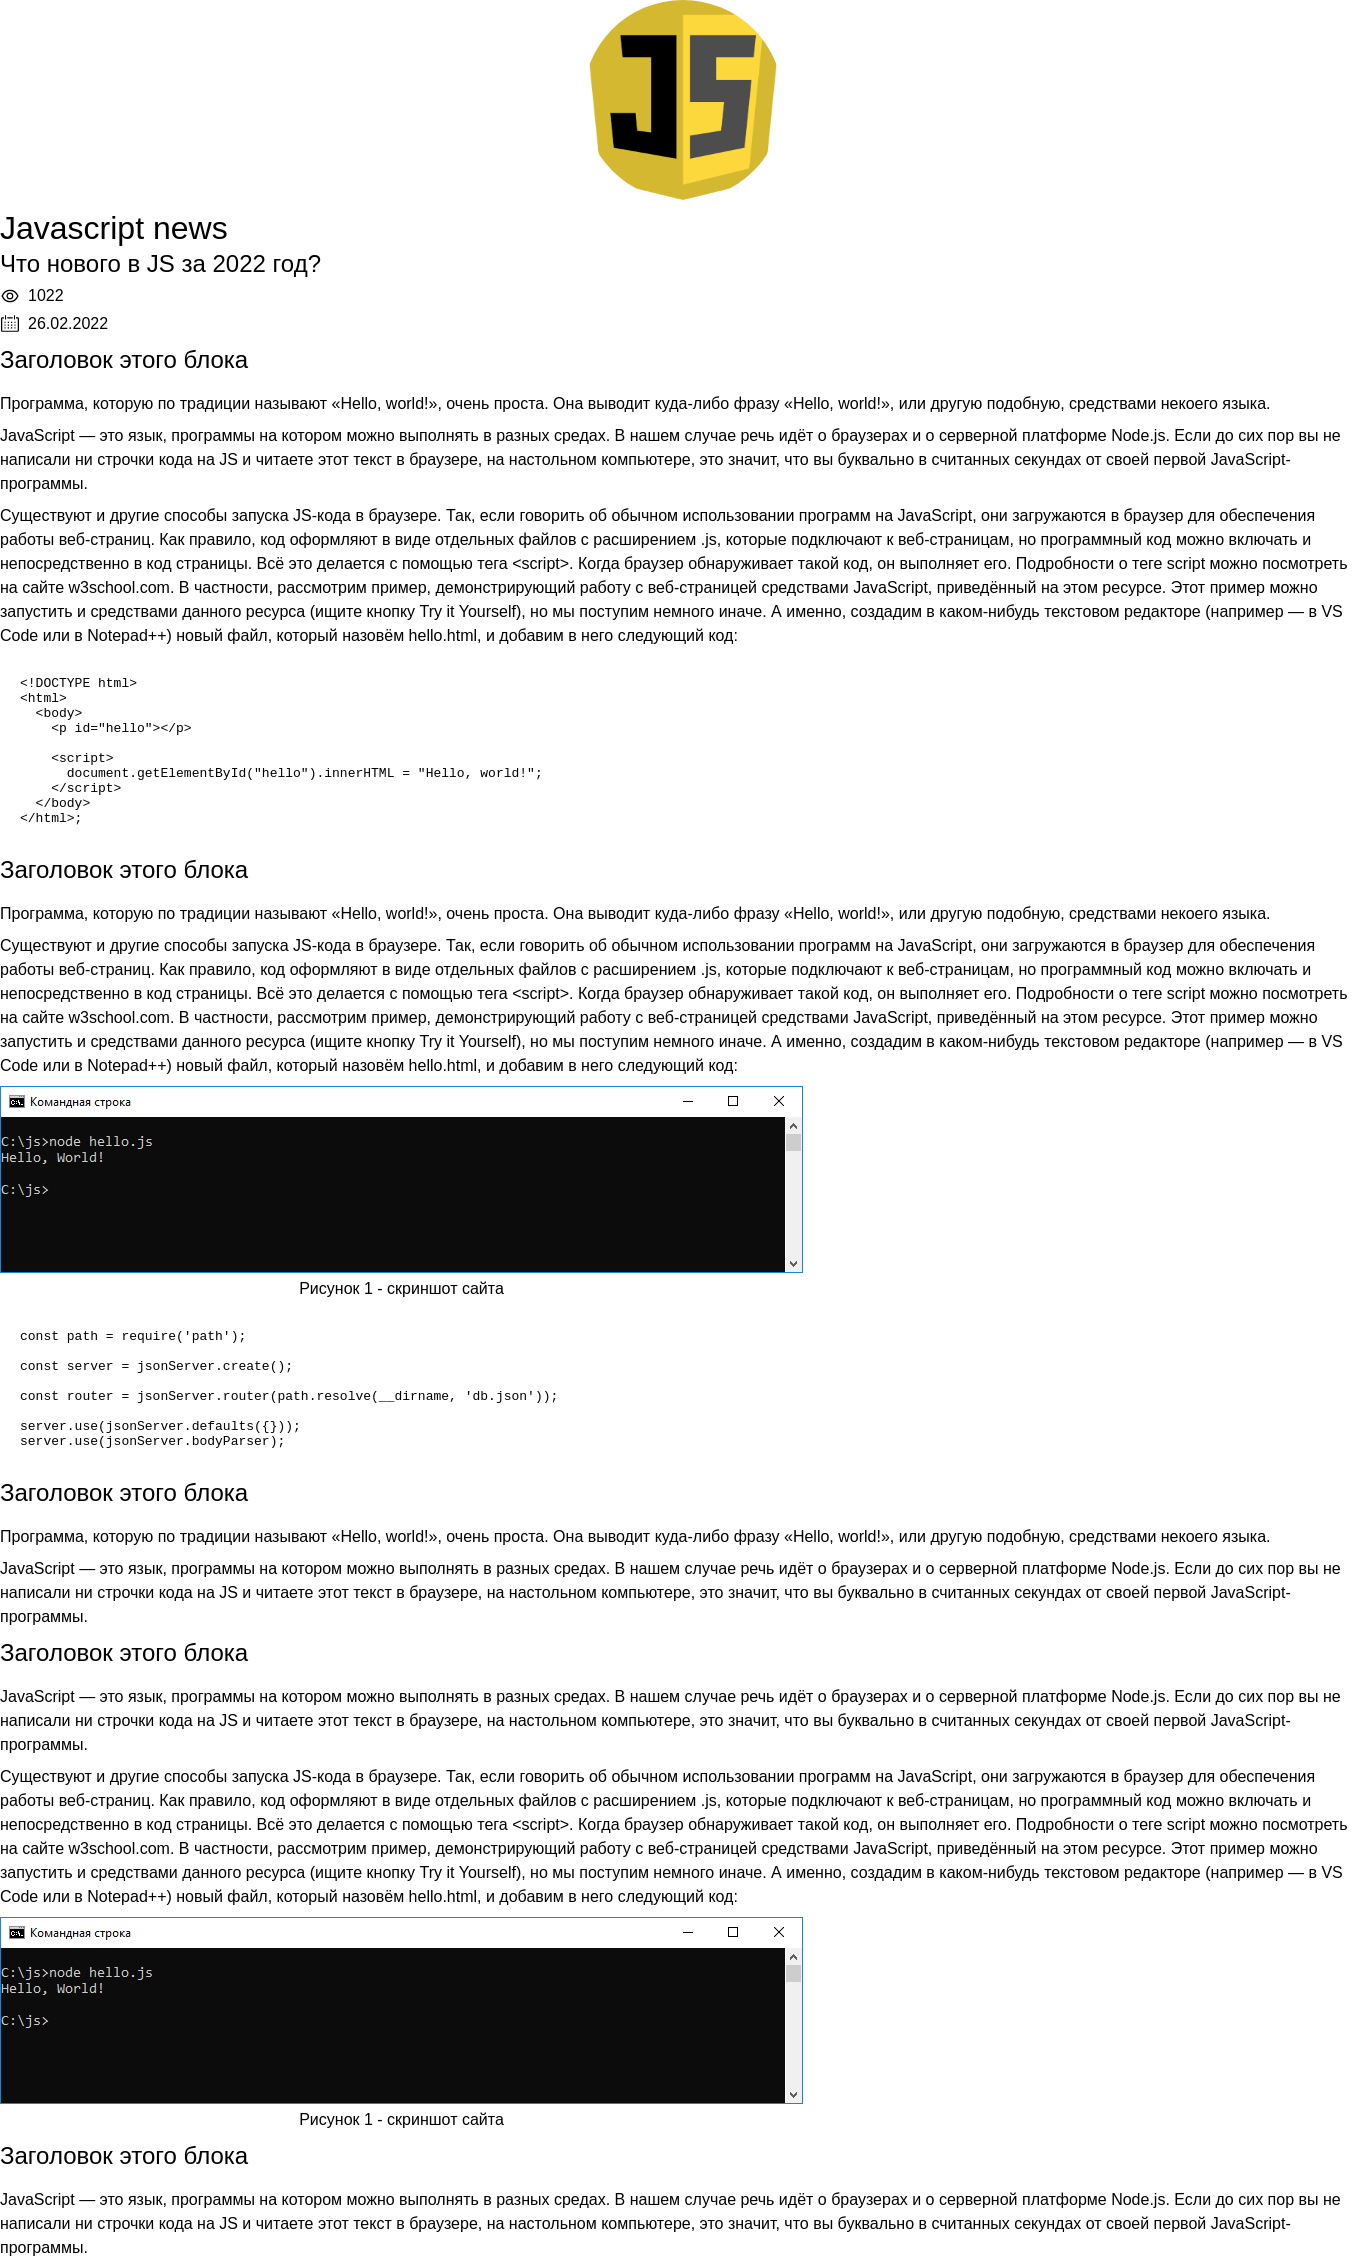 JS
Javascript news
Что нового в JS за 2022 год?
1022
26.02.2022
Заголовок этого блока
Программа, которую по традиции называют «Hello, world!», очень проста. Она выводит куда-либо фразу «Hello, world!», или другую подобную, средствами некоего языка.
JavaScript — это язык, программы на котором можно выполнять в разных средах. В нашем случае речь идёт о браузерах и о серверной платформе Node.js. Если до сих пор вы не
написали ни строчки кода на JS и читаете этот текст в браузере, на настольном компьютере, это значит, что вы буквально в считанных секундах от своей первой JavaScript-
программы.
Существуют и другие способы запуска JS-кода в браузере. Так, если говорить об обычном использовании программ на JavaScript, они загружаются в браузер для обеспечения
работы веб-страниц. Как правило, код оформляют в виде отдельных файлов с расширением .js, которые подключают к веб-страницам, но программный код можно включать и
непосредственно в код страницы. Всё это делается с помощью тега <script>. Когда браузер обнаруживает такой код, он выполняет его. Подробности о теге script можно посмотреть
на сайте w3school.com. В частности, рассмотрим пример, демонстрирующий работу с веб-страницей средствами JavaScript, приведённый на этом ресурсе. Этот пример можно
запустить и средствами данного ресурса (ищите кнопку Try it Yourself), но мы поступим немного иначе. А именно, создадим в каком-нибудь текстовом редакторе (например — в VS
Code или в Notepad++) новый файл, который назовём hello.html, и добавим в него следующий код:
<!DOCTYPE html>
<html>
  <body>
    <p id="hello"></p>
    <script>
      document.getElementById("hello").innerHTML = "Hello, world!";
    </script>
  </body>
</html>;
Заголовок этого блока
Программа, которую по традиции называют «Hello, world!», очень проста. Она выводит куда-либо фразу «Hello, world!», или другую подобную, средствами некоего языка.
Существуют и другие способы запуска JS-кода в браузере. Так, если говорить об обычном использовании программ на JavaScript, они загружаются в браузер для обеспечения
работы веб-страниц. Как правило, код оформляют в виде отдельных файлов с расширением .js, которые подключают к веб-страницам, но программный код можно включать и
непосредственно в код страницы. Всё это делается с помощью тега <script>. Когда браузер обнаруживает такой код, он выполняет его. Подробности о теге script можно посмотреть
на сайте w3school.com. В частности, рассмотрим пример, демонстрирующий работу с веб-страницей средствами JavaScript, приведённый на этом ресурсе. Этот пример можно
запустить и средствами данного ресурса (ищите кнопку Try it Yourself), но мы поступим немного иначе. А именно, создадим в каком-нибудь текстовом редакторе (например — в VS
Code или в Notepad++) новый файл, который назовём hello.html, и добавим в него следующий код:
Командная строка
C:\js>node hello.js
Hello, World!
C:\js>
Рисунок 1 - скриншот сайта
const path = require('path');
const server = jsonServer.create();
const router = jsonServer.router(path.resolve(__dirname, 'db.json'));
server.use(jsonServer.defaults({}));
server.use(jsonServer.bodyParser);
Заголовок этого блока
Программа, которую по традиции называют «Hello, world!», очень проста. Она выводит куда-либо фразу «Hello, world!», или другую подобную, средствами некоего языка.
JavaScript — это язык, программы на котором можно выполнять в разных средах. В нашем случае речь идёт о браузерах и о серверной платформе Node.js. Если до сих пор вы не
написали ни строчки кода на JS и читаете этот текст в браузере, на настольном компьютере, это значит, что вы буквально в считанных секундах от своей первой JavaScript-
программы.
Заголовок этого блока
JavaScript — это язык, программы на котором можно выполнять в разных средах. В нашем случае речь идёт о браузерах и о серверной платформе Node.js. Если до сих пор вы не
написали ни строчки кода на JS и читаете этот текст в браузере, на настольном компьютере, это значит, что вы буквально в считанных секундах от своей первой JavaScript-
программы.
Существуют и другие способы запуска JS-кода в браузере. Так, если говорить об обычном использовании программ на JavaScript, они загружаются в браузер для обеспечения
работы веб-страниц. Как правило, код оформляют в виде отдельных файлов с расширением .js, которые подключают к веб-страницам, но программный код можно включать и
непосредственно в код страницы. Всё это делается с помощью тега <script>. Когда браузер обнаруживает такой код, он выполняет его. Подробности о теге script можно посмотреть
на сайте w3school.com. В частности, рассмотрим пример, демонстрирующий работу с веб-страницей средствами JavaScript, приведённый на этом ресурсе. Этот пример можно
запустить и средствами данного ресурса (ищите кнопку Try it Yourself), но мы поступим немного иначе. А именно, создадим в каком-нибудь текстовом редакторе (например — в VS
Code или в Notepad++) новый файл, который назовём hello.html, и добавим в него следующий код:
Командная строка
C:\js>node hello.js
Hello, World!
C:\js>
Рисунок 1 - скриншот сайта
Заголовок этого блока
JavaScript — это язык, программы на котором можно выполнять в разных средах. В нашем случае речь идёт о браузерах и о серверной платформе Node.js. Если до сих пор вы не
написали ни строчки кода на JS и читаете этот текст в браузере, на настольном компьютере, это значит, что вы буквально в считанных секундах от своей первой JavaScript-
программы.